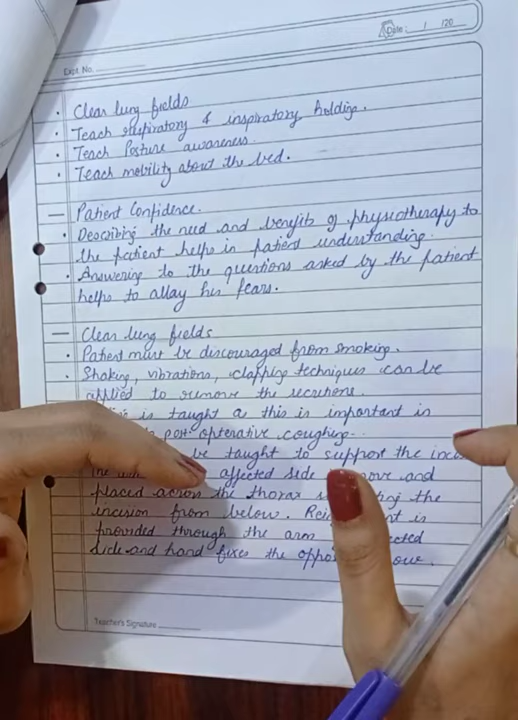 Date: / /20
Expt. No.
• Clear lung fields
• Teach & inspiratory holding.
• Teach Posture awareness.
• Teach mobility about the bed.
— Patient Confidence.
• Describing the need and benefits of physiotherapy to
the patient helps in patient understanding.
• Answering to the questions asked by the patient
helps to allay his fears.
— Clear lung fields
• Patient must be discouraged from smoking.
• Shaking, vibrations, clapping techniques can be
applied to remove the secretions.
is taught a this is important in
post opterative coughing.
be taught to support the
affected side and
placed across the thorax the
incision from below. is
provided through the arm
side and hand fixes the
Teacher's Signature